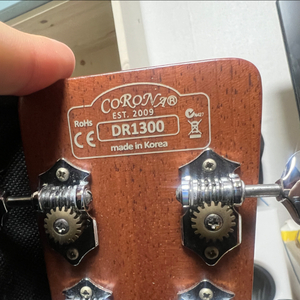 CORONA®
EST. 2009
RoHS
CE
DR1300
made in Korea